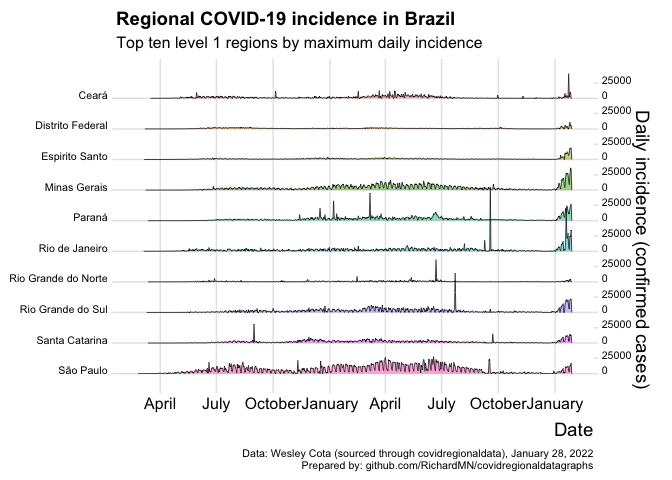 Regional COVID-19 incidence in Brazil
Top ten level 1 regions by maximum daily incidence
Ceará
25000
0
Distrito Federal
25000
0
Espirito Santo
25000
0
Minas Gerais
25000
0
Paraná
25000
0
Rio de Janeiro
25000
0
Rio Grande do Norte
25000
0
Rio Grande do Sul
25000
0
Santa Catarina
25000
0
São Paulo
25000
0
Daily incidence (confirmed cases)
April July October January April July October January
Date
Data: Wesley Cota (sourced through covidregionaldata), January 28, 2022
Prepared by: github.com/RichardMN/covidregionaldatagraphs